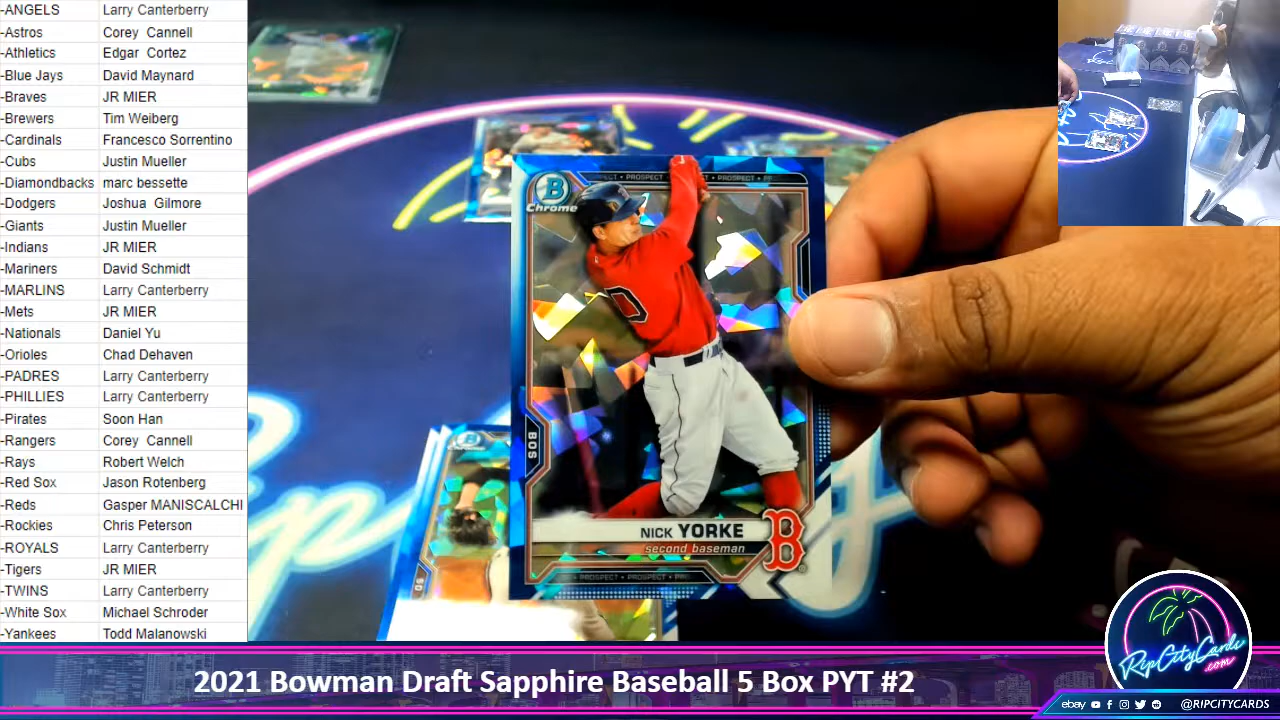 -ANGELS Larry Canterberry
-Astros Corey Cannell
-Athletics Edgar Cortez
-Blue Jays David Maynard
-Braves JR MIER
-Brewers Tim Weiberg
-Cardinals Francesco Sorrentino
-Cubs Justin Mueller
-Diamondbacks marc bessette
-Dodgers Joshua Gilmore
-Giants Justin Mueller
-Indians JR MIER
-Mariners David Schmidt
-MARLINS Larry Canterberry
-Mets JR MIER
-Nationals Daniel Yu
-Orioles Chad Dehaven
-PADRES Larry Canterberry
-PHILLIES Larry Canterberry
-Pirates Soon Han
-Rangers Corey Cannell
-Rays Robert Welch
-Red Sox Jason Rotenberg
-Reds Gasper MANISCALCHI
-Rockies Chris Peterson
-ROYALS Larry Canterberry
-Tigers JR MIER
-TWINS Larry Canterberry
-White Sox Michael Schroder
-Yankees Todd Malanowski
PROSPECT • PROSPECT
B
Chrome
BOS
NICK YORKE
second baseman
B
PROSPECT • PROSPECT
Chrome
SD
RipCityCards
.com
2021 Bowman Draft Sapphire Baseball 5 Box PYT #2
ebay @RIPCITYCARDS